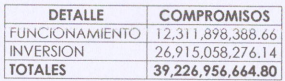 DETALLE COMPROMISOS
FUNCIONAMIENTO 12,311,898,388.66
INVERSION 26,915,058,276.14
TOTALES 39,226,956,664.80